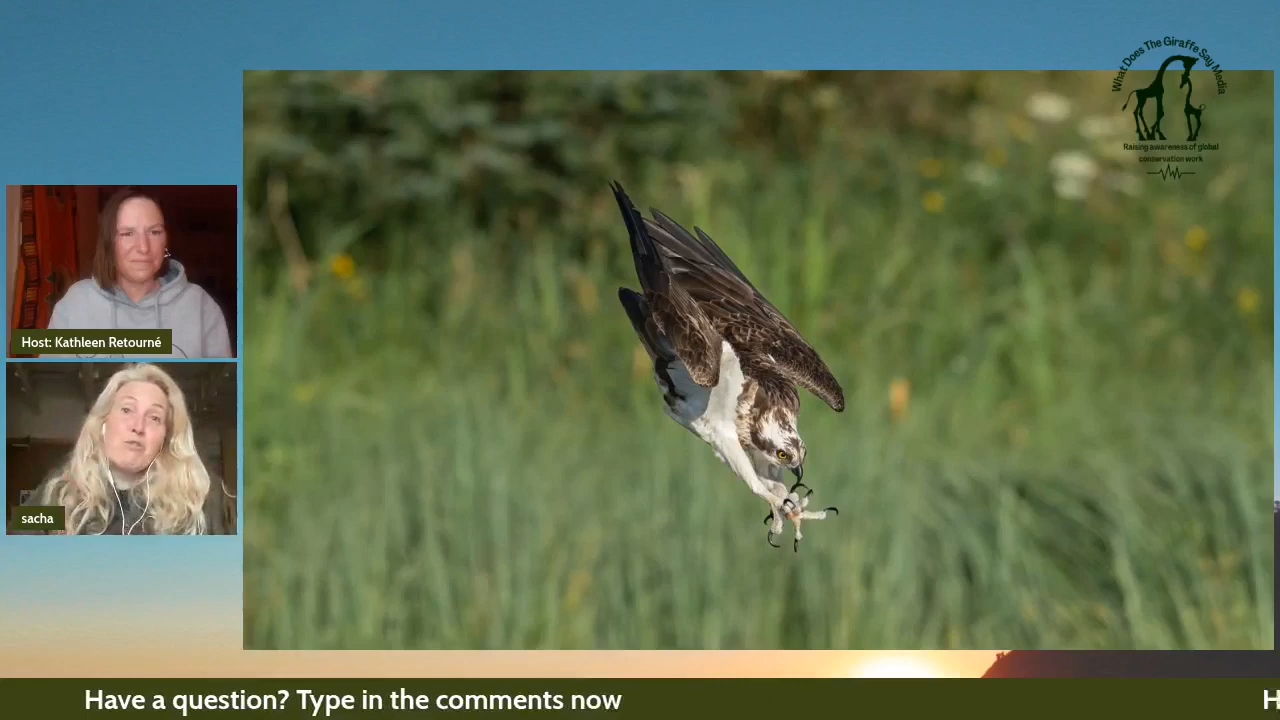 What Does The Giraffe Say Media
Raising awareness of global
conservation work
Host: Kathleen Retourné
sacha
Have a question? Type in the comments now
H